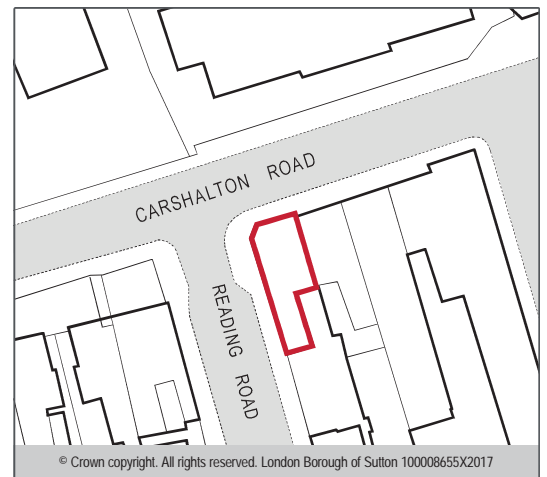 CARSHALTON ROAD
READING ROAD
© Crown copyright. All rights reserved. London Borough of Sutton 100008655X2017